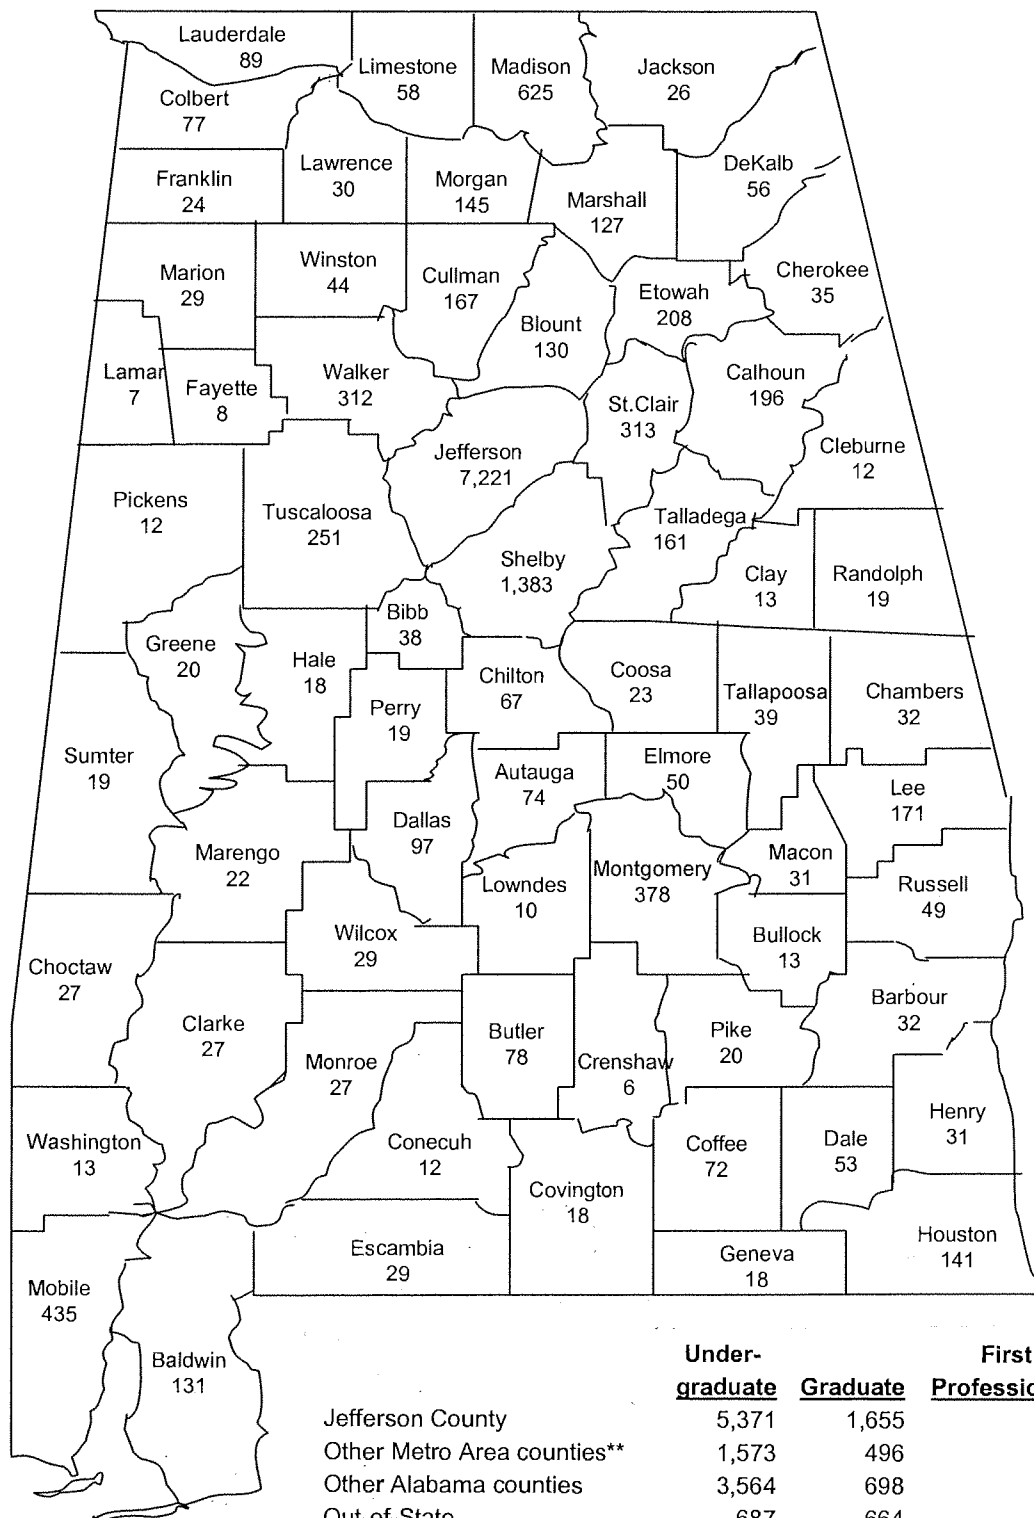 Lauderdale
89
Limestone
58
Madison
625
Jackson
26
Colbert
77
Lawrence
30
Franklin
24
Morgan
145
DeKalb
56
Marshall
127
Marion
29
Winston
44
Cullman
167
Cherokee
35
Etowah
208
Blount
130
Lamar
7
Fayette
8
Walker
312
Calhoun
196
St.Clair
313
Jefferson
7,221
Cleburne
12
Pickens
12
Tuscaloosa
251
Talladega
161
Shelby
1,383
Clay
13
Randolph
19
Bibb
38
Greene
20
Hale
18
Chilton
67
Coosa
23
Tallapoosa
39
Chambers
32
Perry
19
Sumter
19
Autauga
74
Elmore
50
Lee
171
Dallas
97
Marengo
22
Macon
31
Montgomery
378
Lowndes
10
Russell
49
Wilcox
29
Bullock
13
Choctaw
27
Barbour
32
Clarke
27
Butler
78
Pike
20
Monroe
27
Crenshaw
6
Henry
31
Washington
13
Conecuh
12
Coffee
72
Dale
53
Covington
18
Houston
141
Escambia
29
Geneva
18
Mobile
435
Baldwin
131
Under- First
graduate Graduate Professio
Jefferson County 5,371 1,655
Other Metro Area counties** 1,573 496
Other Alabama counties 3,564 698
Out-of-State 687 664